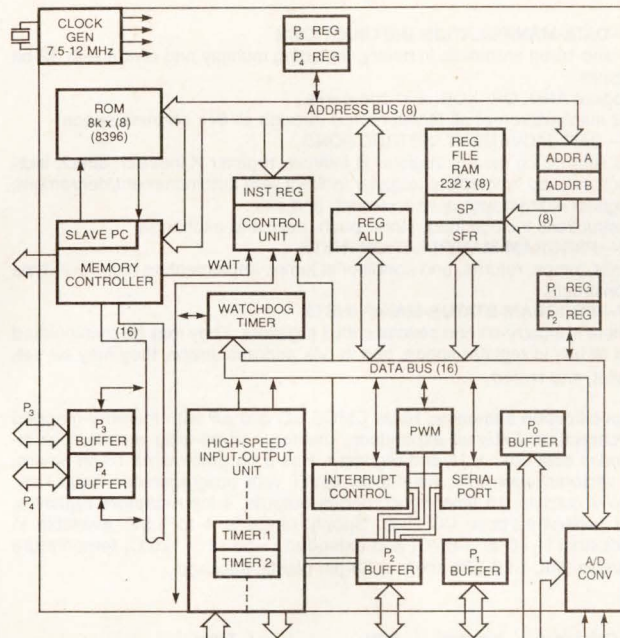 CLOCK
GEN
7.5-12 MHz
P3 REG
P4 REG
ADDRESS BUS (8)
ROM
8k x (8)
(8396)
INST REG
CONTROL
UNIT
REG
ALU
REG
FILE
RAM
232 x (8)
SP
SFR
ADDR A
ADDR B
(8)
SLAVE PC
MEMORY
CONTROLLER
WAIT
(16)
WATCHDOG
TIMER
P1 REG
P2 REG
DATA BUS (16)
P3
P3
BUFFER
P4
BUFFER
P4
HIGH-SPEED
INPUT-OUTPUT
UNIT
TIMER 1
TIMER 2
INTERRUPT
CONTROL
PWM
SERIAL
PORT
P0
BUFFER
P2
BUFFER
P1
BUFFER
A/D
CONV